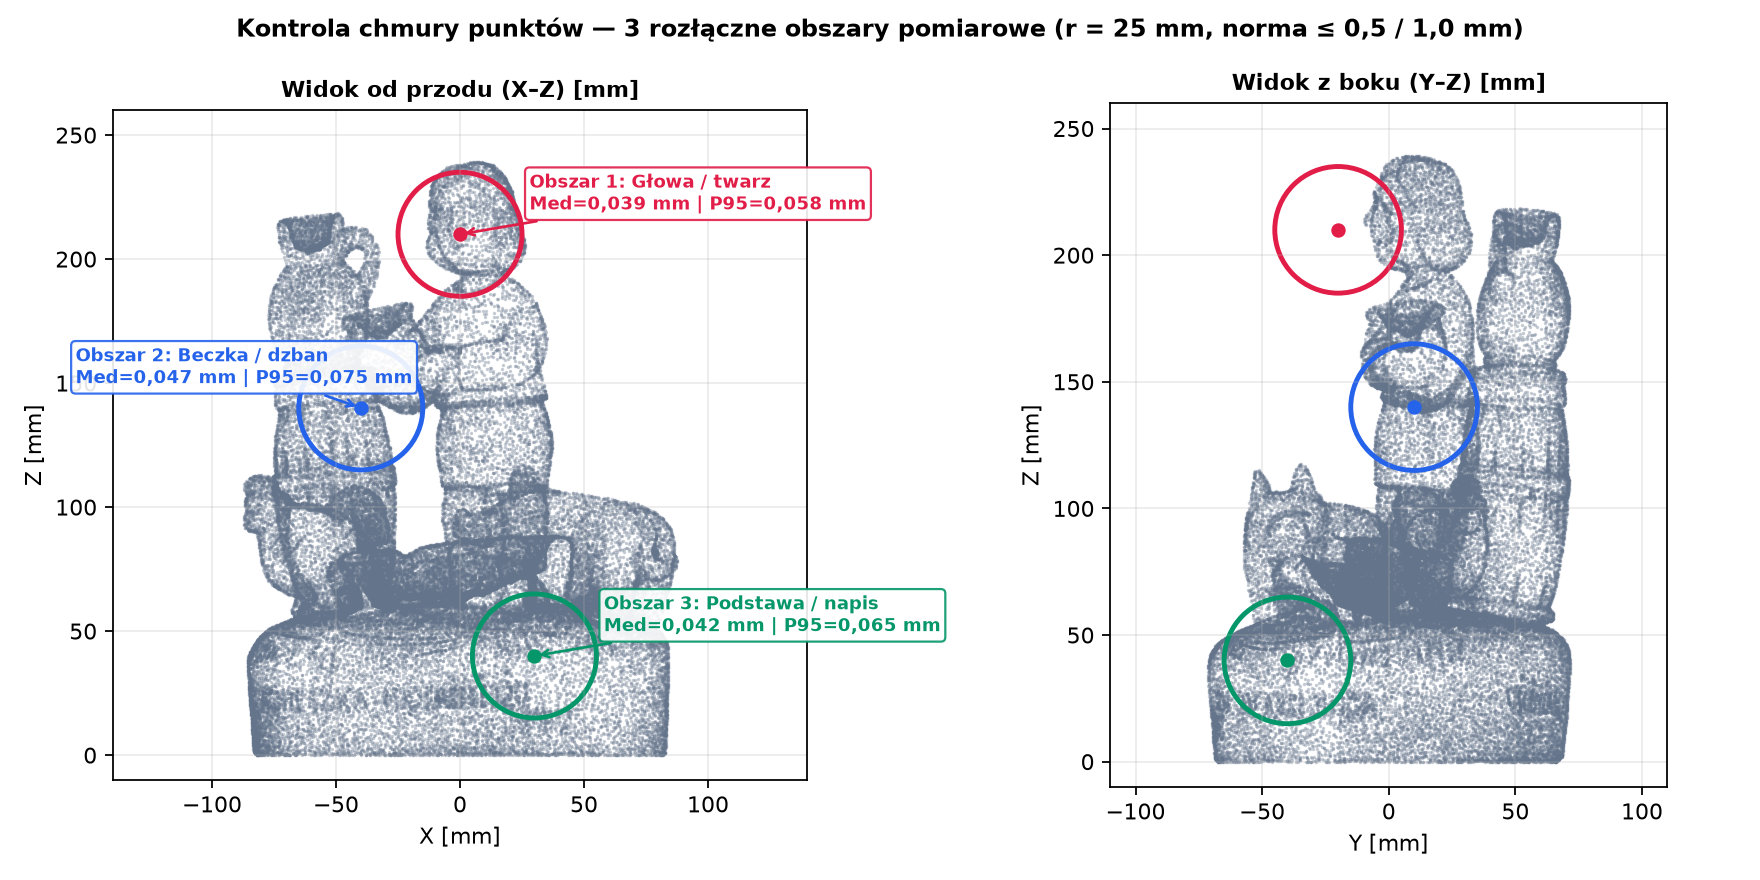 Kontrola chmury punktów — 3 rozłączne obszary pomiarowe (r = 25 mm, norma ≤ 0,5 / 1,0 mm)
Widok od przodu (X–Z) [mm]
Z [mm]
250
200
150
100
50
0
Obszar 1: Głowa / twarz
Med=0,039 mm | P95=0,058 mm
Obszar 2: Beczka / dzban
Med=0,047 mm | P95=0,075 mm
Obszar 3: Podstawa / napis
Med=0,042 mm | P95=0,065 mm
−100 −50 0 50 100
X [mm]
Widok z boku (Y–Z) [mm]
Z [mm]
250
200
150
100
50
0
−100 −50 0 50 100
Y [mm]